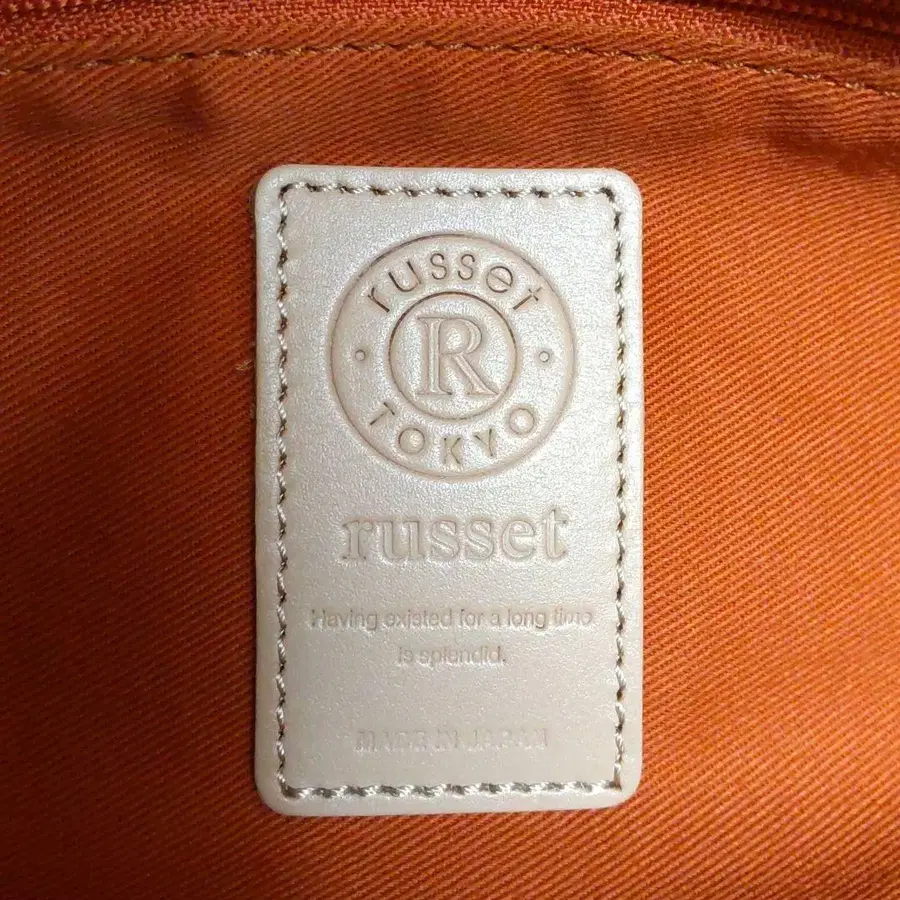 russet
R
TOKYO
russet
Having existed for a long time
is splendid.
MADE IN JAPAN